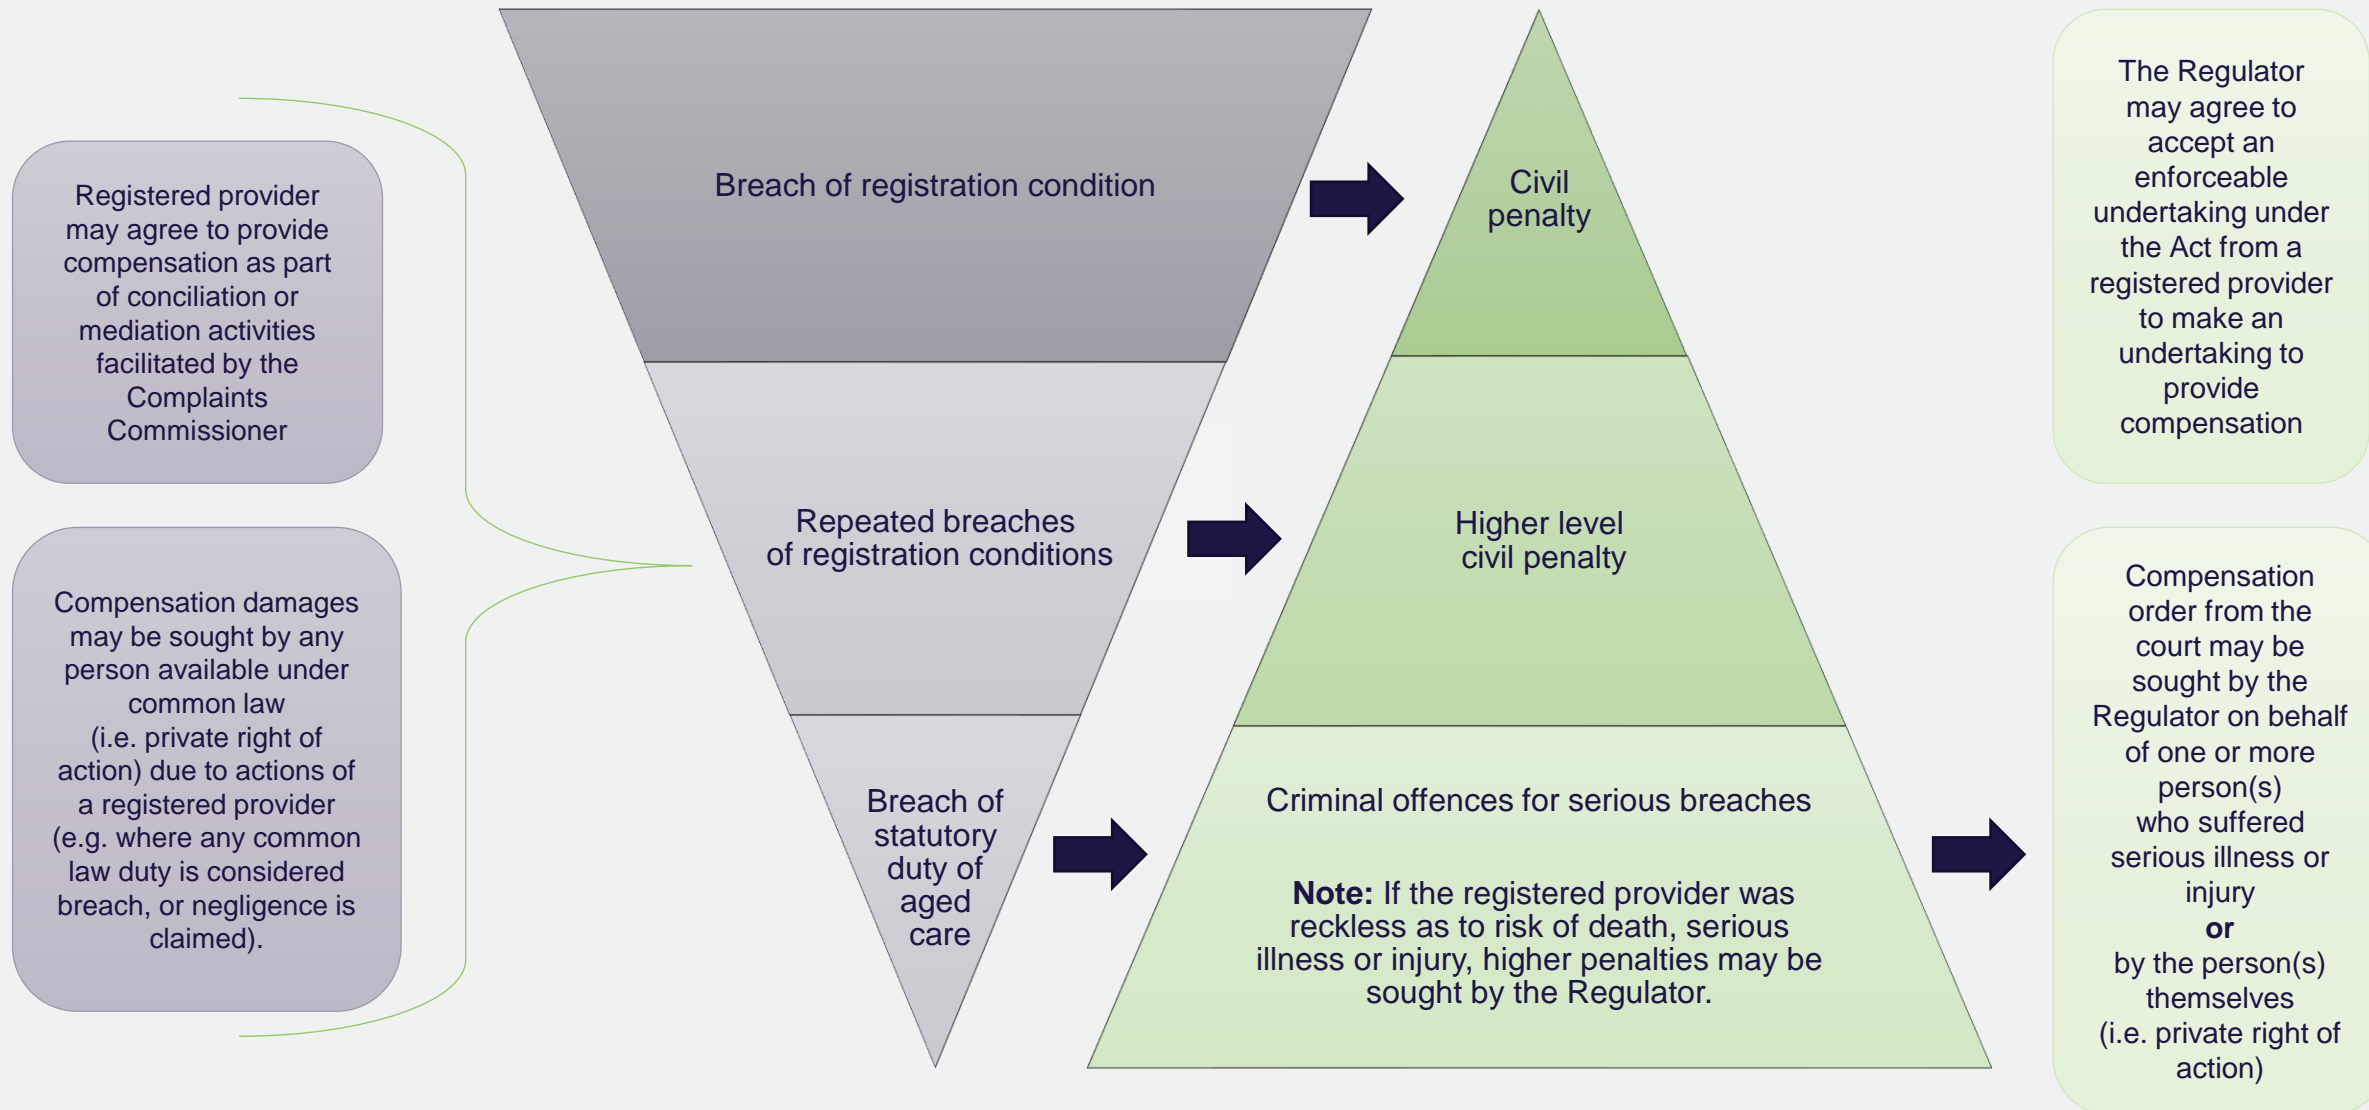 Registered provider
may agree to provide
compensation as part
of conciliation or
mediation activities
facilitated by the
Complaints
Commissioner
Compensation damages
may be sought by any
person available under
common law
(i.e. private right of
action) due to actions of
a registered provider
(e.g. where any common
law duty is considered
breach, or negligence is
claimed).
Breach of registration condition
Repeated breaches
of registration conditions
Breach of
statutory
duty of
aged
care
Civil
penalty
Higher level
civil penalty
Criminal offences for serious breaches
Note: If the registered provider was
reckless as to risk of death, serious
illness or injury, higher penalties may be
sought by the Regulator.
The Regulator
may agree to
accept an
enforceable
undertaking under
the Act from a
registered provider
to make an
undertaking to
provide
compensation
Compensation
order from the
court may be
sought by the
Regulator on behalf
of one or more
person(s)
who suffered
serious illness or
injury
or
by the person(s)
themselves
(i.e. private right of
action)